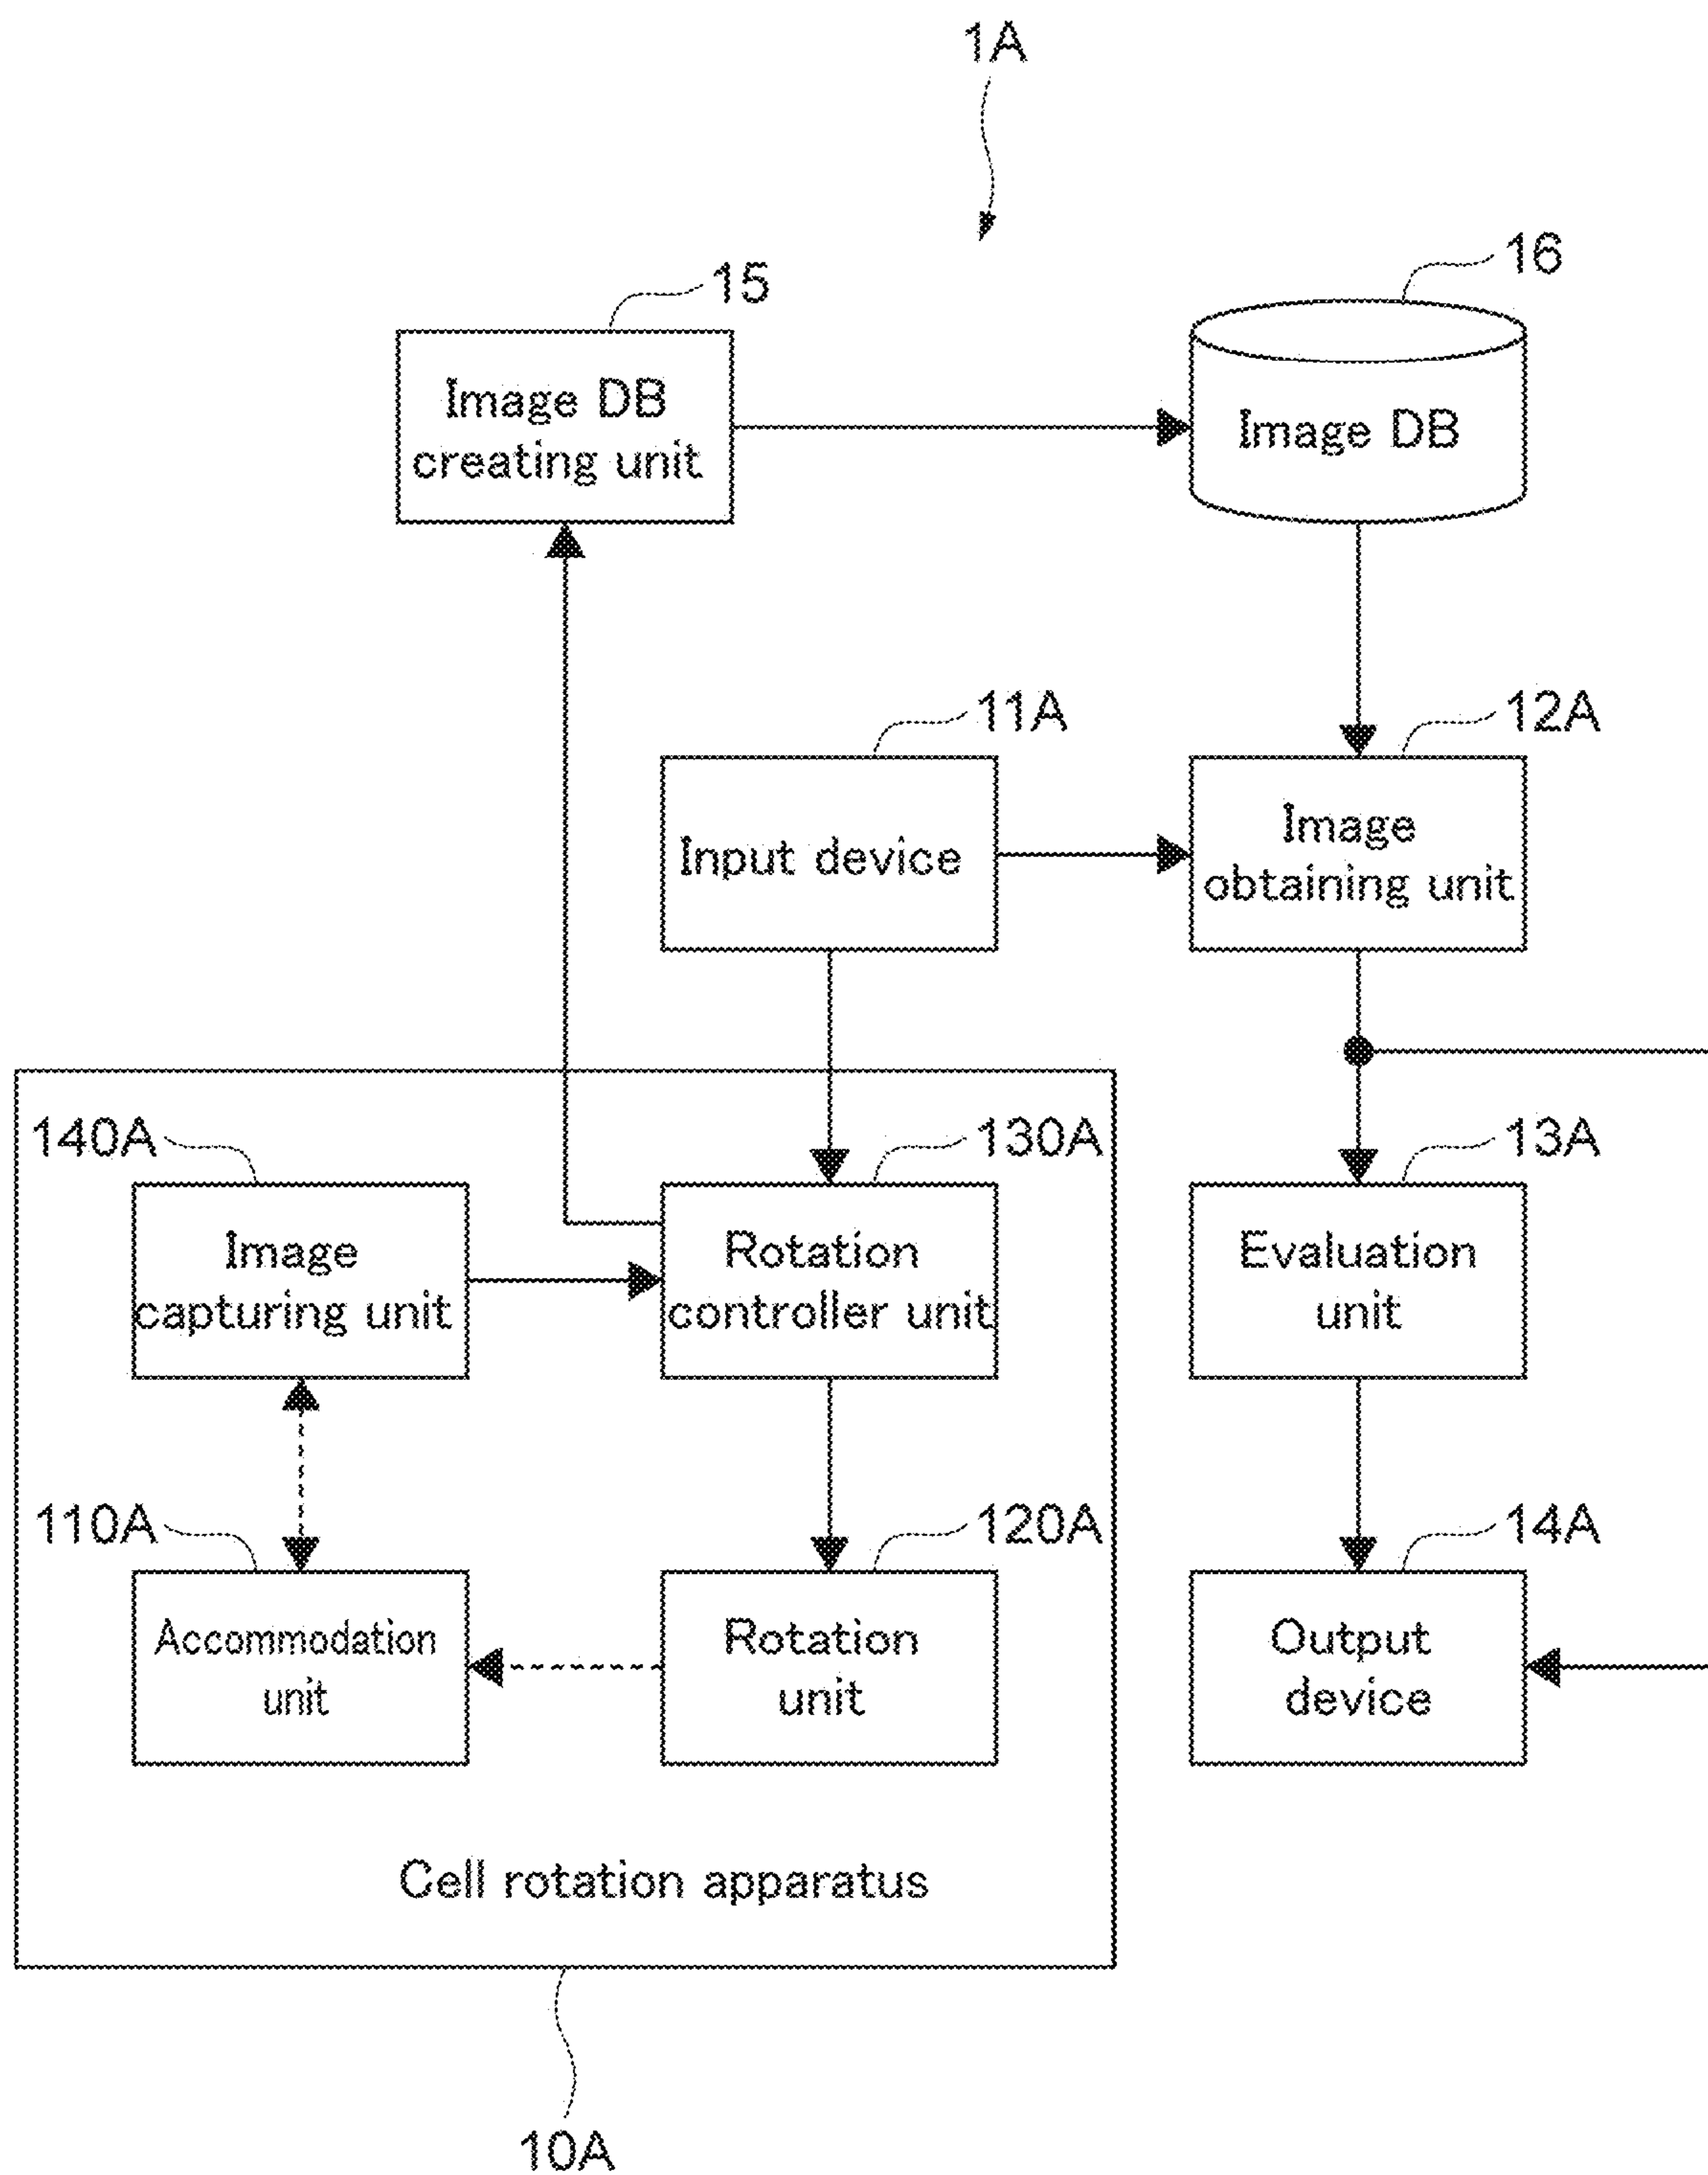 1A
15
16
Image DB
creating unit
Image DB
11A
12A
Input device
Image
obtaining unit
140A
130A
13A
Image
capturing unit
Rotation
controller unit
Evaluation
unit
110A
120A
14A
Accommodation
unit
Rotation
unit
Output
device
Cell rotation apparatus
10A